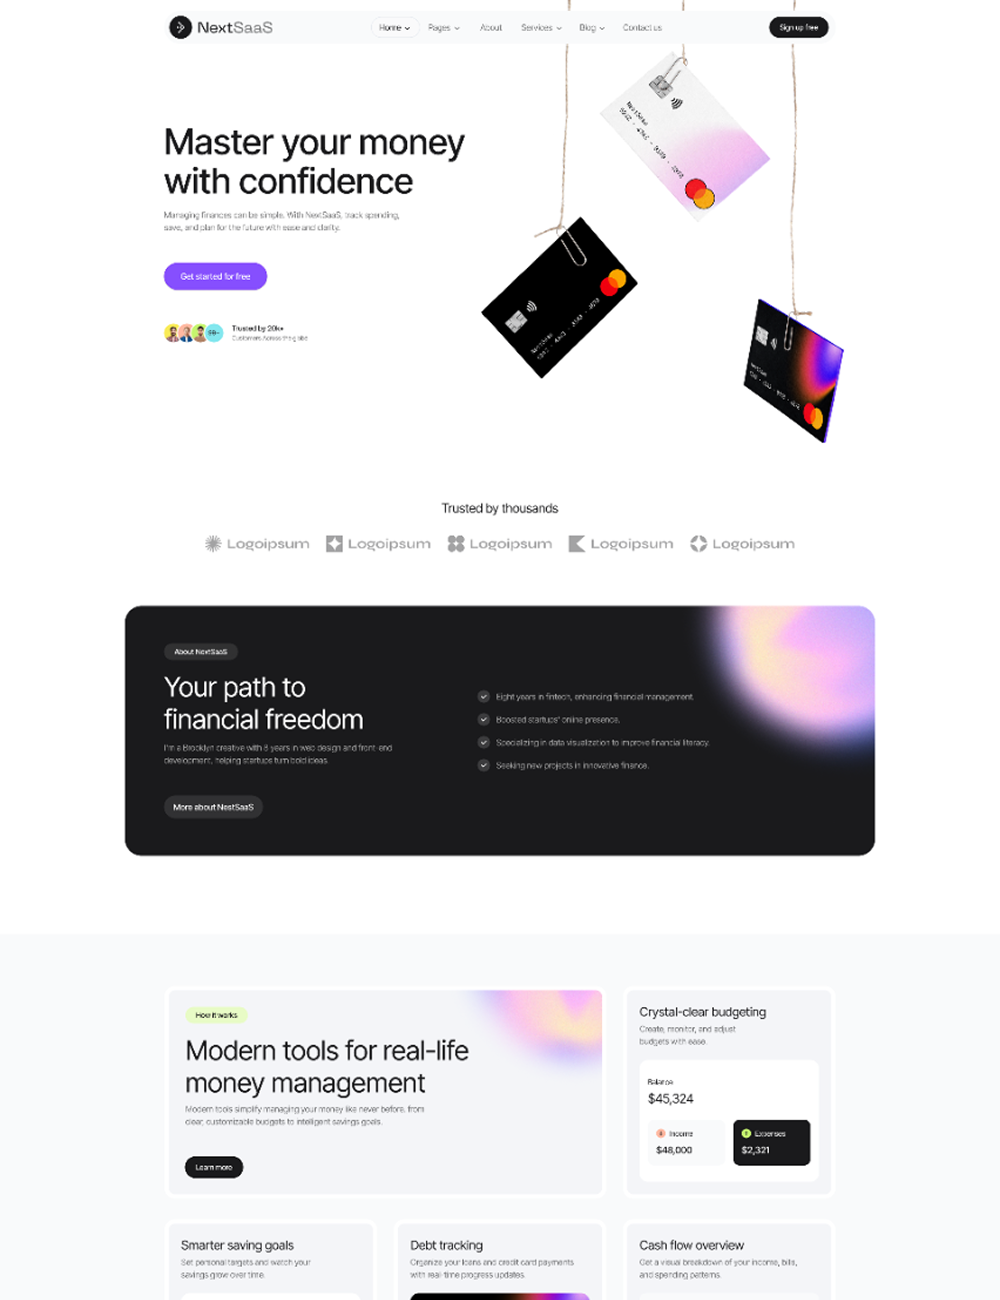 NextSaaS
Home
Pages
About
Services
Blog
Contact us
Sign up free
Master your money
with confidence
Managing finances can be simple. With NextSaaS, track spending,
save, and plan for the future with ease and clarity.
Get started for free
Trusted by 20k+
Customers Across the globe
Trusted by thousands
Logoipsum
Logoipsum
Logoipsum
Logoipsum
Logoipsum
About NextSaaS
Your path to
financial freedom
I'm a Brooklyn creative with 8 years in web design and front-end
development, helping startups turn bold ideas.
More about NextSaaS
Eight years in fintech, enhancing financial management.
Boosted startups' online presence.
Specializing in data visualization to improve financial literacy.
Seeking new projects in innovative finance.
How it works
Modern tools for real-life
money management
Modern tools simplify managing your money like never before. from
clear, customizable budgets to intelligent savings goals.
Learn more
Crystal-clear budgeting
Create, monitor, and adjust
budgets with ease.
Balance
$45,324
Income
$48,000
Expenses
$2,321
Smarter saving goals
Set personal targets and watch your
savings grow over time.
Debt tracking
Organize your loans and credit card payments
with real-time progress updates
Cash flow overview
Get a visual breakdown of your income, bills,
and spending patterns.